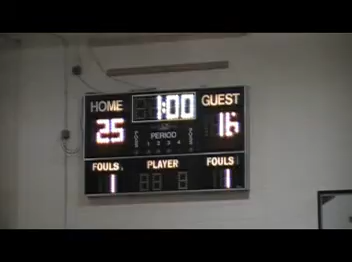 HOME 1:00 GUEST
25 PERIOD 16
1 2 3 4
FOULS PLAYER FOULS
1 1